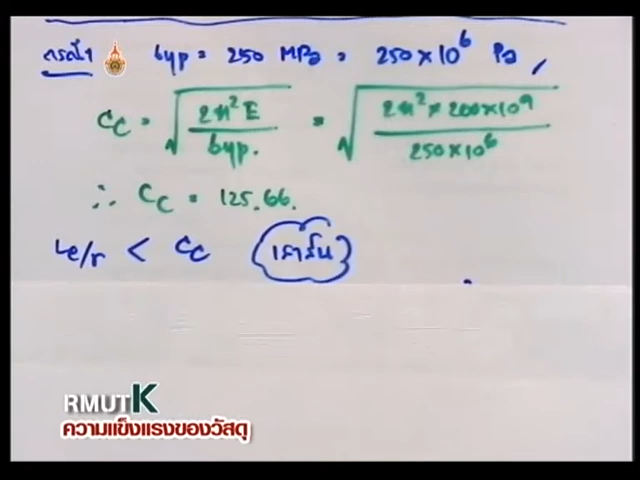 กรณี 1 σyp = 250 MPa = 250×10⁶ Pa,
Cc = √(2π²E / σyp.) = √(2π² × 200×10⁹ / 250×10⁶)
∴ Cc = 125.66.
Le/r < Cc เสาสั้น
RMUTK
ความแข็งแรงของวัสดุ